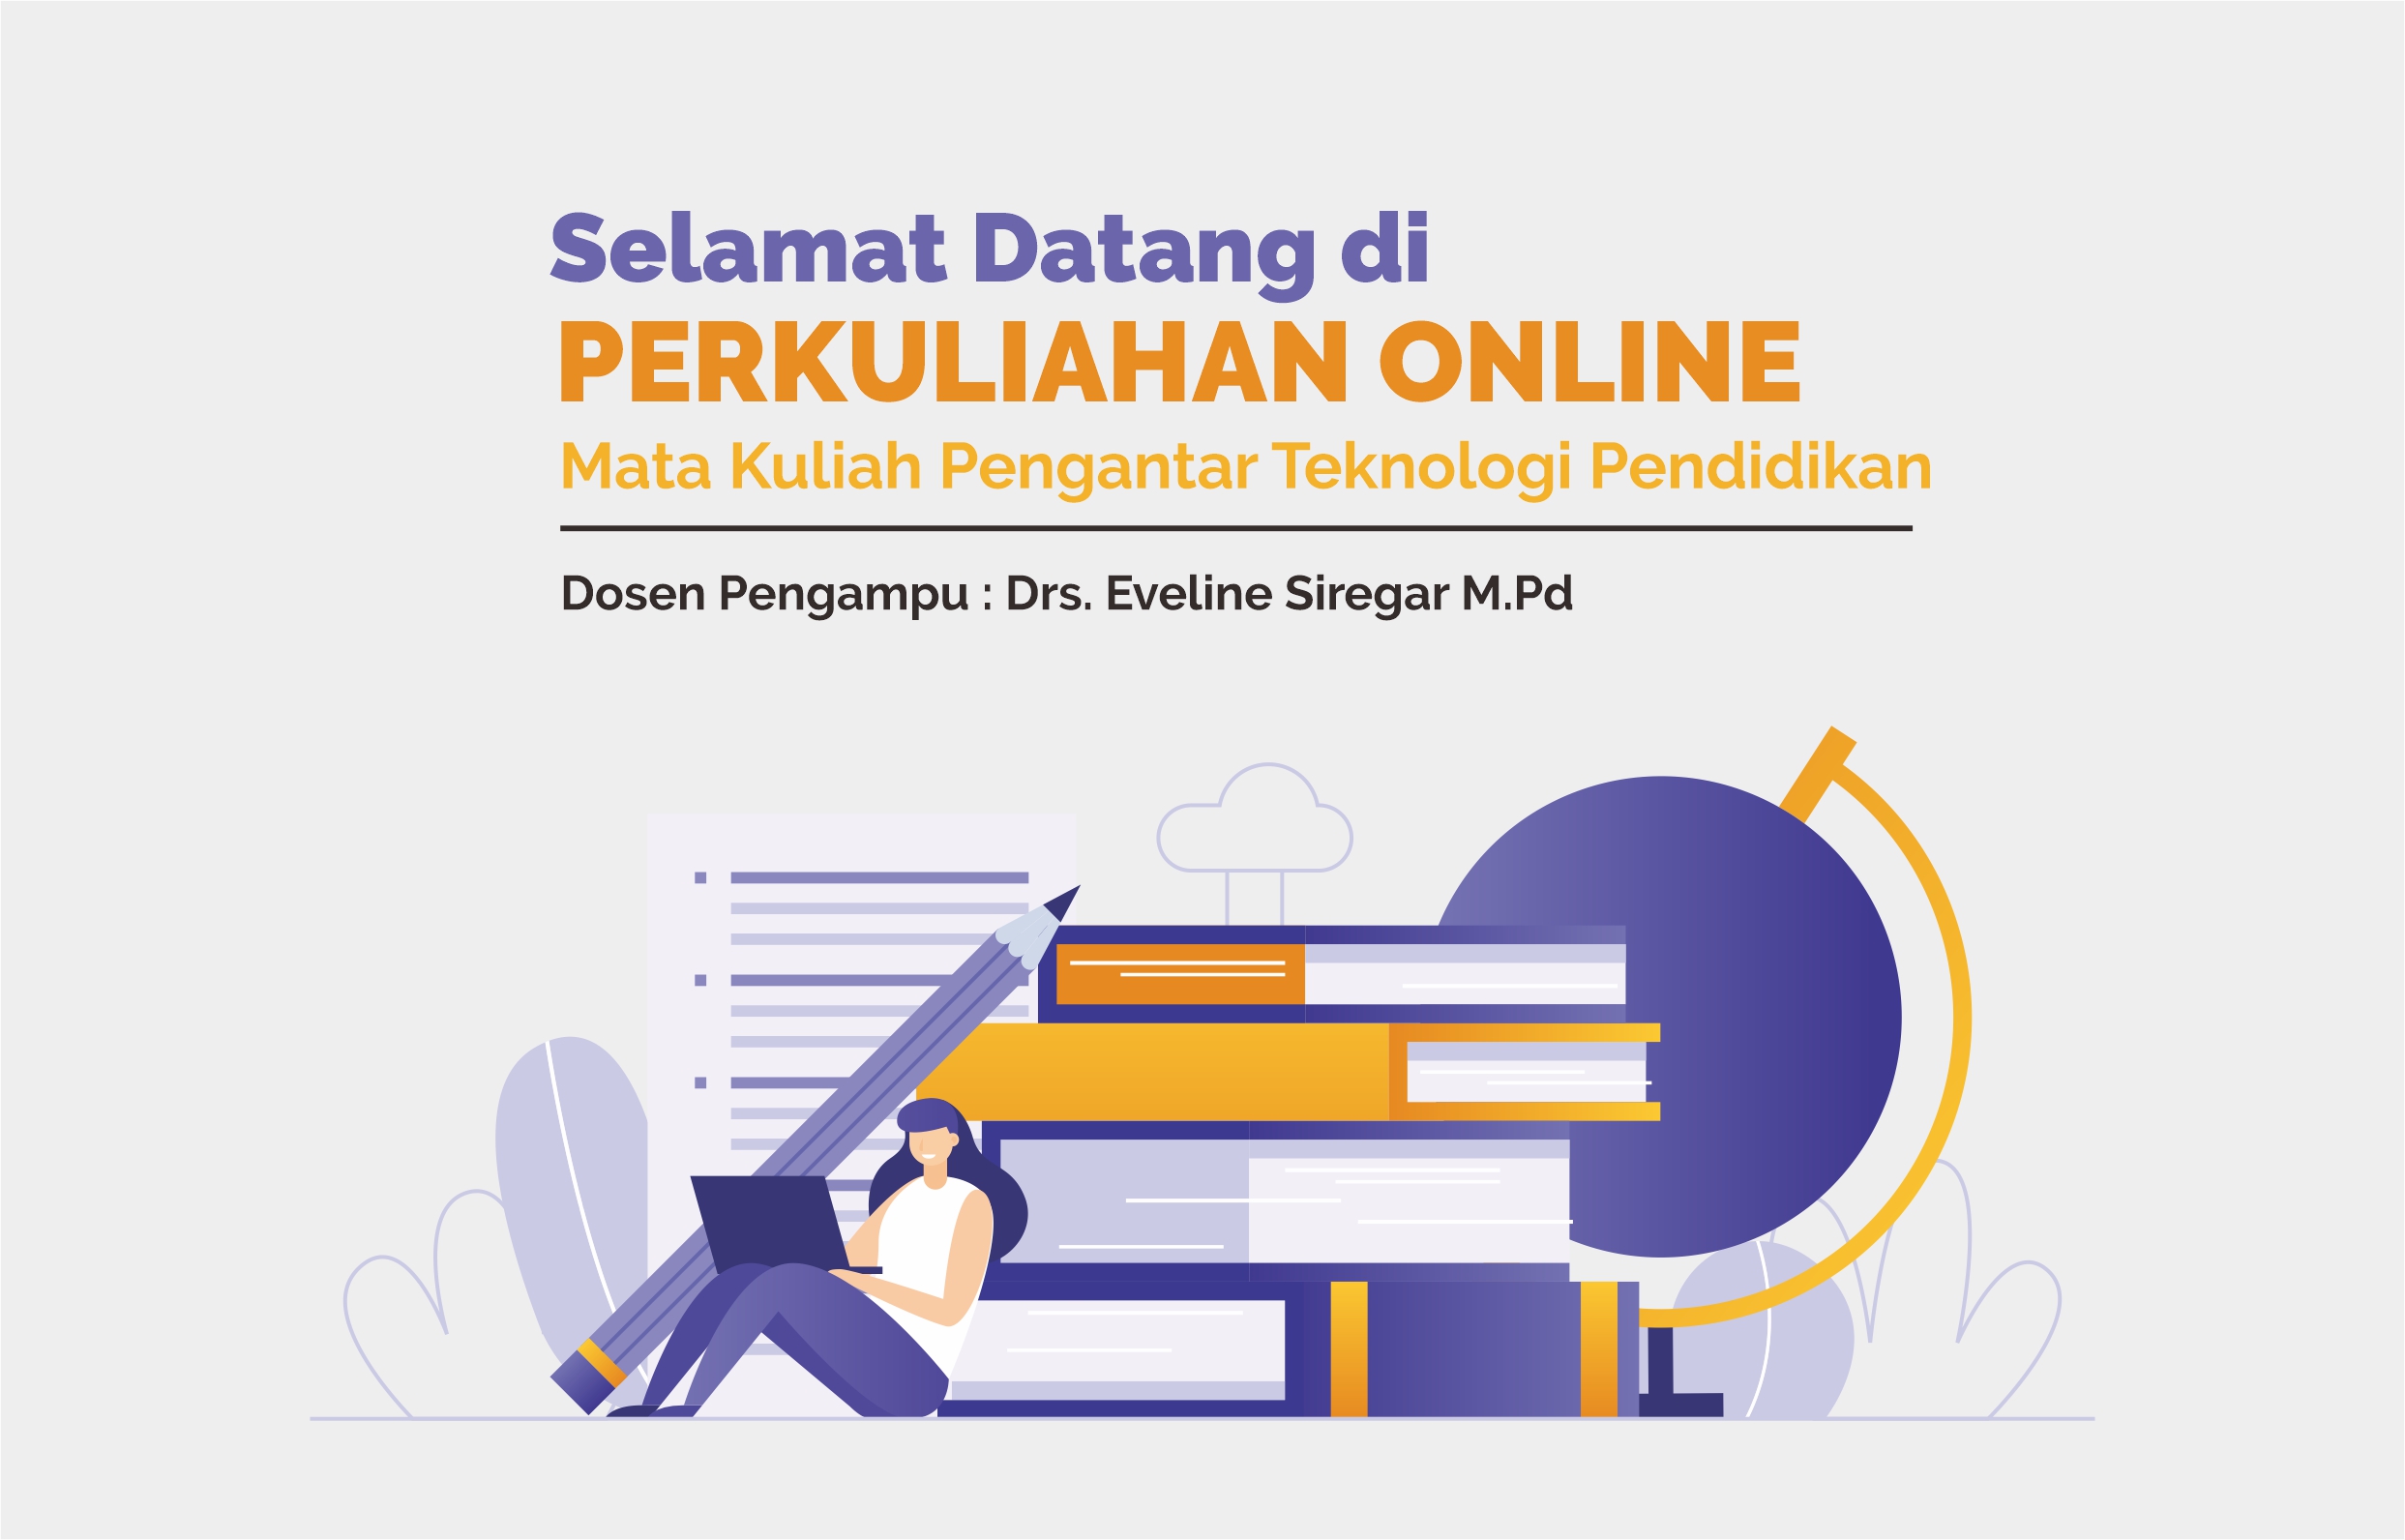 Selamat Datang di
PERKULIAHAN ONLINE
Mata Kuliah Pengantar Teknologi Pendidikan
Dosen Pengampu : Drs. Eveline Siregar M.Pd